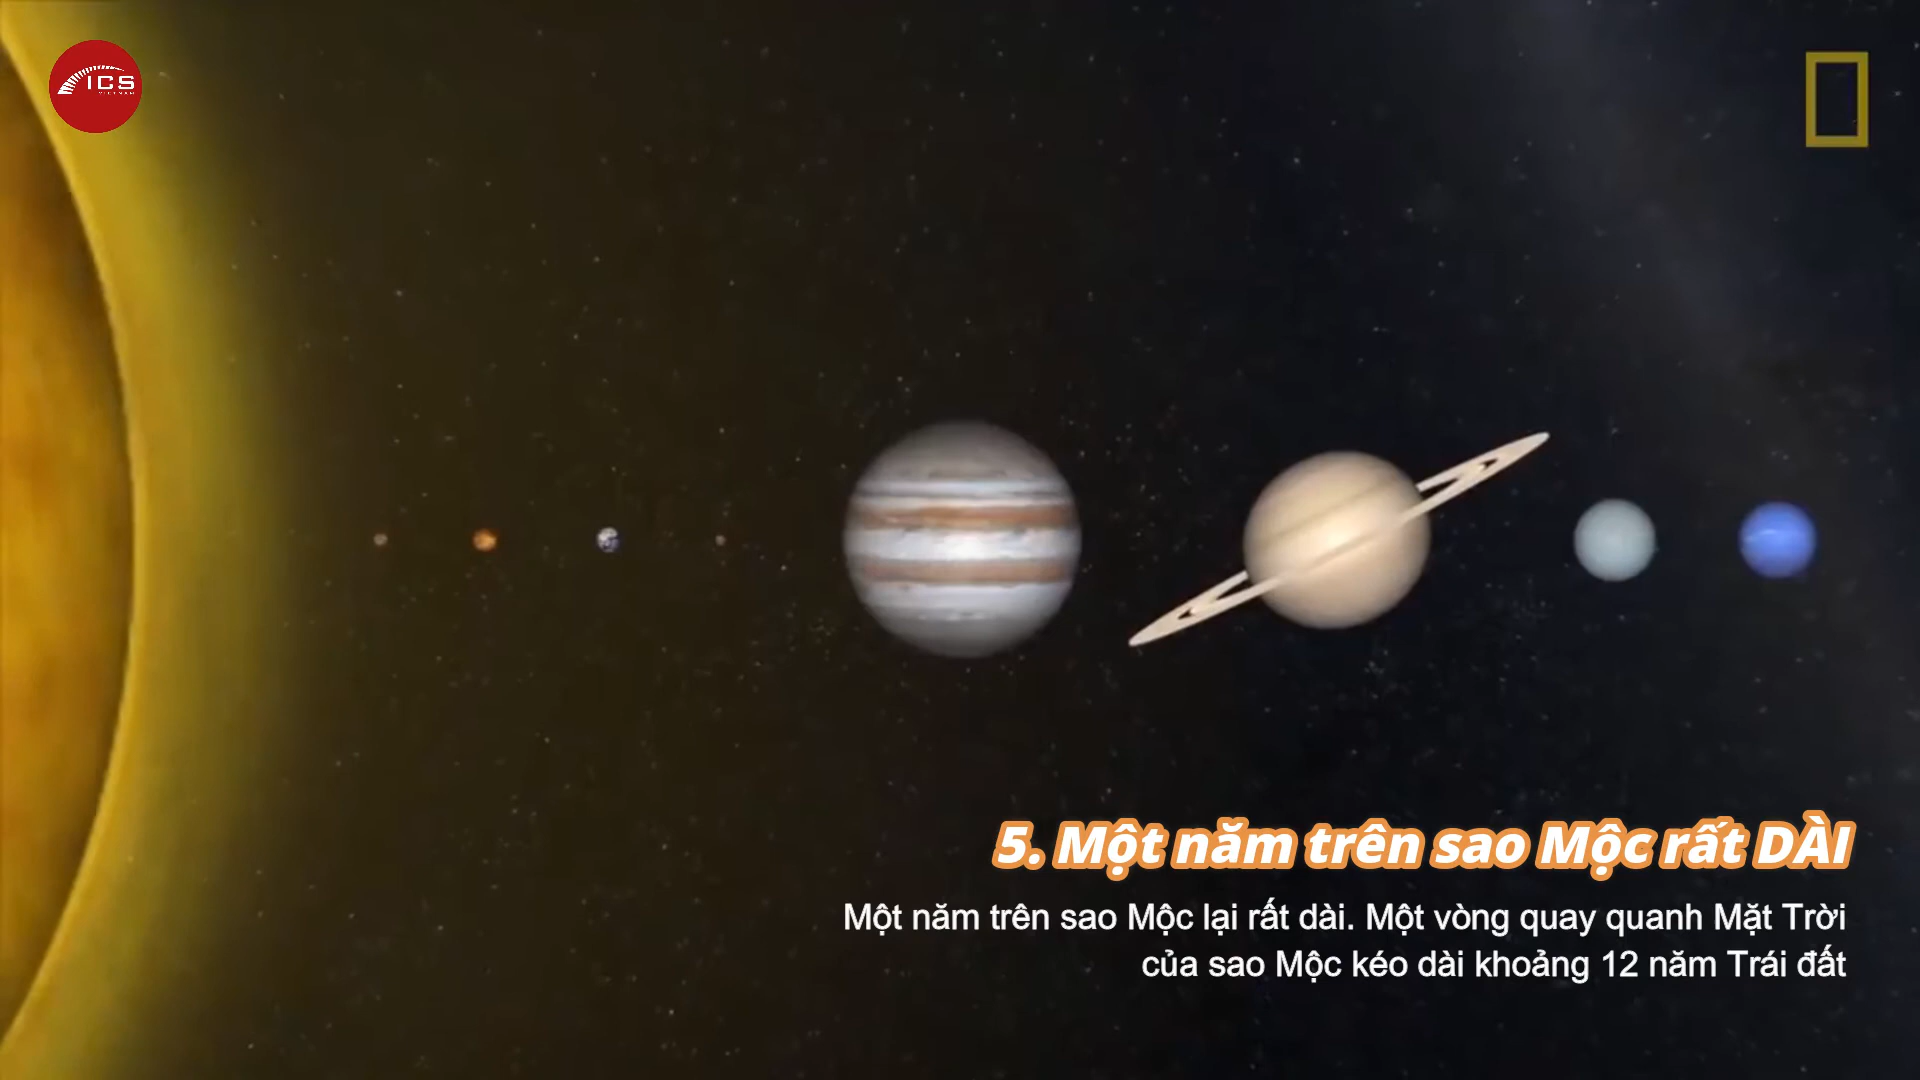 ICS
VIETNAM
5. Một năm trên sao Mộc rất DÀI
Một năm trên sao Mộc lại rất dài. Một vòng quay quanh Mặt Trời
của sao Mộc kéo dài khoảng 12 năm Trái đất